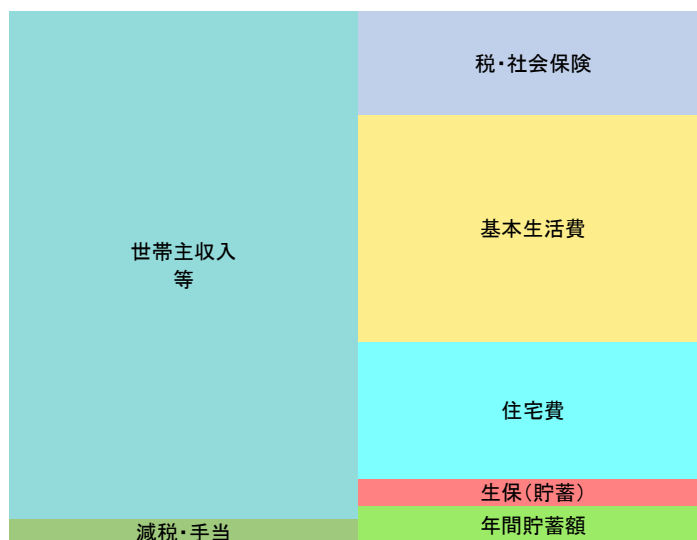 世帯主収入
等
減税・手当
税・社会保険
基本生活費
住宅費
生保(貯蓄)
年間貯蓄額